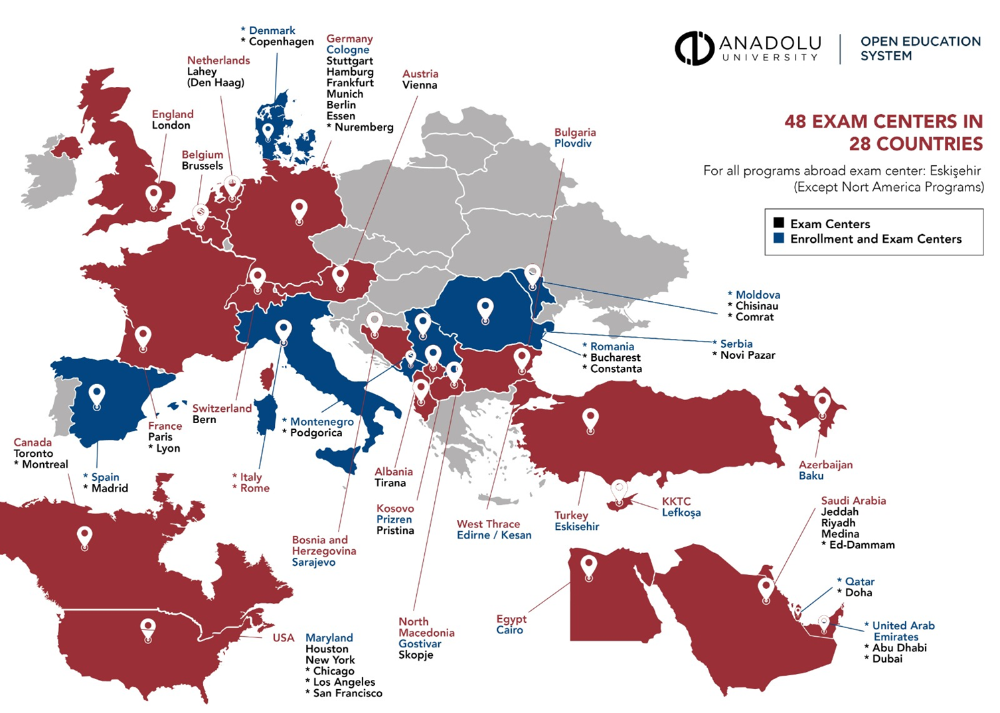 ANADOLU
UNIVERSITY
OPEN EDUCATION
SYSTEM
48 EXAM CENTERS IN
28 COUNTRIES
For all programs abroad exam center: Eskişehir
(Except Nort America Programs)
Exam Centers
Enrollment and Exam Centers
* Denmark
* Copenhagen
Germany
Cologne
Stuttgart
Hamburg
Frankfurt
Munich
Berlin
Essen
* Nuremberg
Netherlands
Lahey
(Den Haag)
Austria
Vienna
England
London
Belgium
Brussels
Bulgaria
Plovdiv
* Moldova
* Chisinau
* Comrat
* Romania
* Bucharest
* Constanta
* Serbia
* Novi Pazar
Switzerland
Bern
* Montenegro
* Podgorica
France
Paris
* Lyon
Canada
Toronto
* Montreal
* Spain
* Madrid
* Italy
* Rome
Albania
Tirana
Kosovo
Prizren
Pristina
West Thrace
Edirne / Kesan
Turkey
Eskisehir
KKTC
Lefkoşa
Azerbaijan
Baku
Saudi Arabia
Jeddah
Riyadh
Medina
* Ed-Dammam
Bosnia and
Herzegovina
Sarajevo
* Qatar
* Doha
Egypt
Cairo
North
Macedonia
Gostivar
Skopje
* United Arab
Emirates
* Abu Dhabi
* Dubai
USA
Maryland
Houston
New York
* Chicago
* Los Angeles
* San Francisco